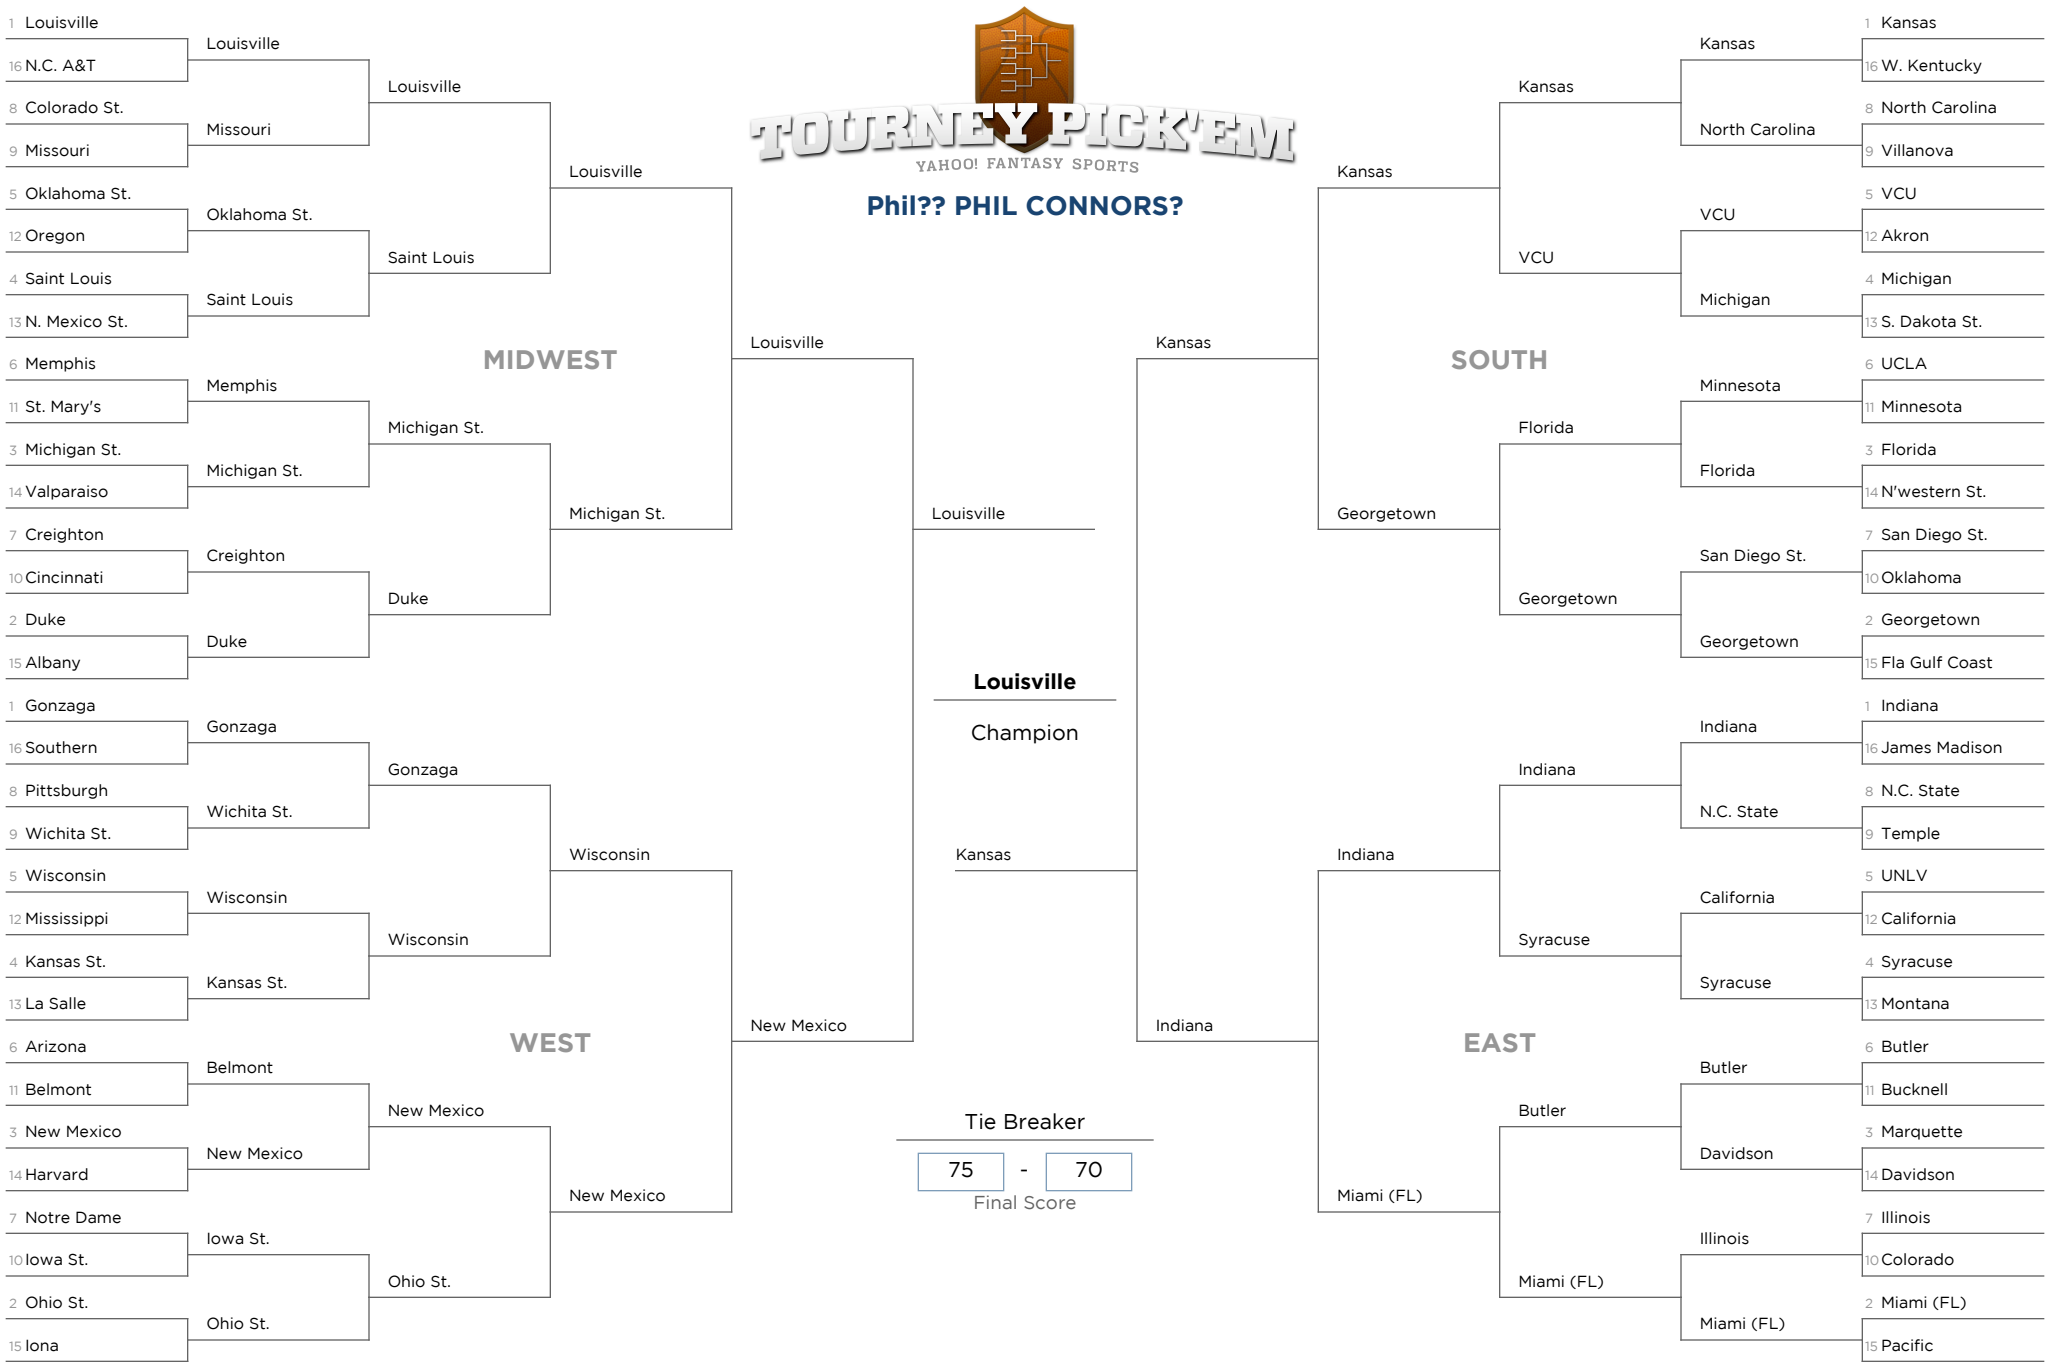 TOURNEY PICK'EM
YAHOO! FANTASY SPORTS
Phil?? PHIL CONNORS?
MIDWEST
1 Louisville
16 N.C. A&T
8 Colorado St.
9 Missouri
5 Oklahoma St.
12 Oregon
4 Saint Louis
13 N. Mexico St.
6 Memphis
11 St. Mary's
3 Michigan St.
14 Valparaiso
7 Creighton
10 Cincinnati
2 Duke
15 Albany
Louisville
Missouri
Oklahoma St.
Saint Louis
Memphis
Michigan St.
Creighton
Duke
Louisville
Saint Louis
Michigan St.
Duke
Louisville
Michigan St.
Louisville
WEST
1 Gonzaga
16 Southern
8 Pittsburgh
9 Wichita St.
5 Wisconsin
12 Mississippi
4 Kansas St.
13 La Salle
6 Arizona
11 Belmont
3 New Mexico
14 Harvard
7 Notre Dame
10 Iowa St.
2 Ohio St.
15 Iona
Gonzaga
Wichita St.
Wisconsin
Kansas St.
Belmont
New Mexico
Iowa St.
Ohio St.
Gonzaga
Wisconsin
New Mexico
Ohio St.
Wisconsin
New Mexico
New Mexico
Louisville
Louisville
Champion
Kansas
Tie Breaker
75 - 70
Final Score
SOUTH
1 Kansas
16 W. Kentucky
8 North Carolina
9 Villanova
5 VCU
12 Akron
4 Michigan
13 S. Dakota St.
6 UCLA
11 Minnesota
3 Florida
14 N'western St.
7 San Diego St.
10 Oklahoma
2 Georgetown
15 Fla Gulf Coast
Kansas
North Carolina
VCU
Michigan
Minnesota
Florida
San Diego St.
Georgetown
Kansas
VCU
Florida
Georgetown
Kansas
Georgetown
Kansas
EAST
1 Indiana
16 James Madison
8 N.C. State
9 Temple
5 UNLV
12 California
4 Syracuse
13 Montana
6 Butler
11 Bucknell
3 Marquette
14 Davidson
7 Illinois
10 Colorado
2 Miami (FL)
15 Pacific
Indiana
N.C. State
California
Syracuse
Butler
Davidson
Illinois
Miami (FL)
Indiana
Syracuse
Butler
Miami (FL)
Indiana
Miami (FL)
Indiana